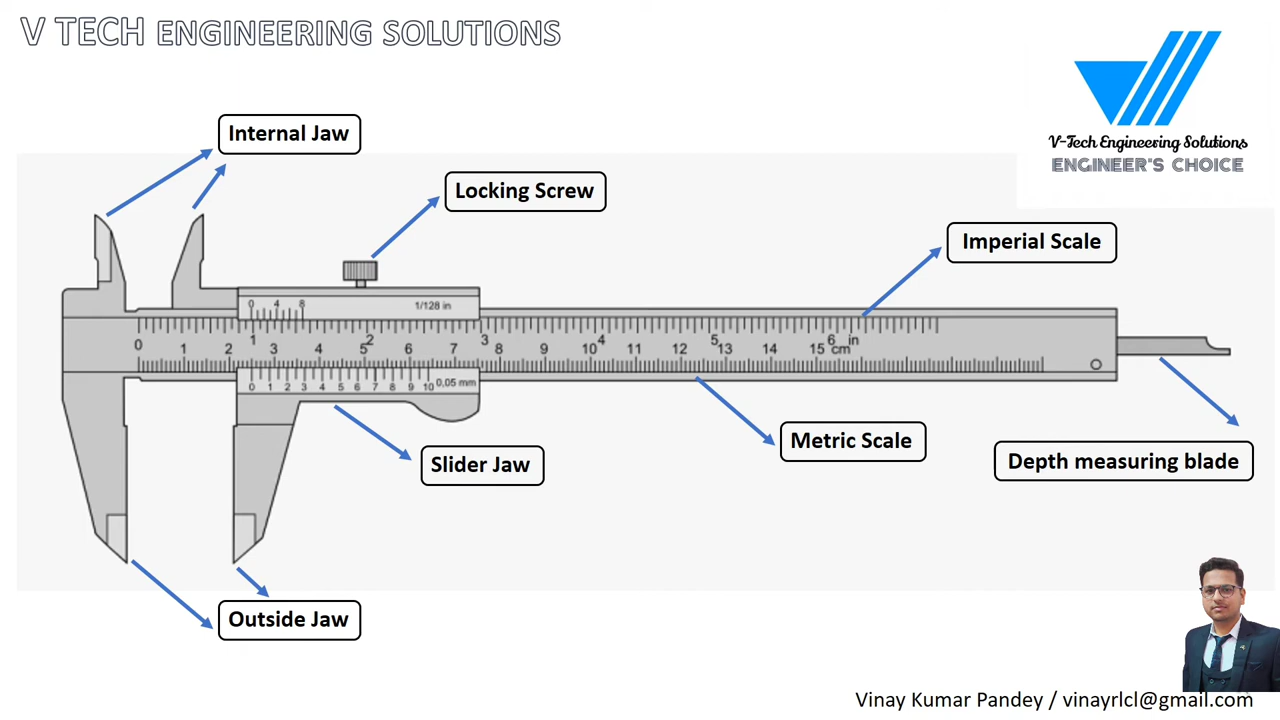 V TECH ENGINEERING SOLUTIONS
V-Tech Engineering Solutions
ENGINEER'S CHOICE
Internal Jaw
Locking Screw
Imperial Scale
0 4 8 1/128 in
1 2 3 4 5 6 in
0 1 2 3 4 5 6 7 8 9 10 11 12 13 14 15 cm
0 1 2 3 4 5 6 7 8 9 10 0,05 mm
Metric Scale
Slider Jaw
Depth measuring blade
Outside Jaw
Vinay Kumar Pandey / vinayrlcl@gmail.com